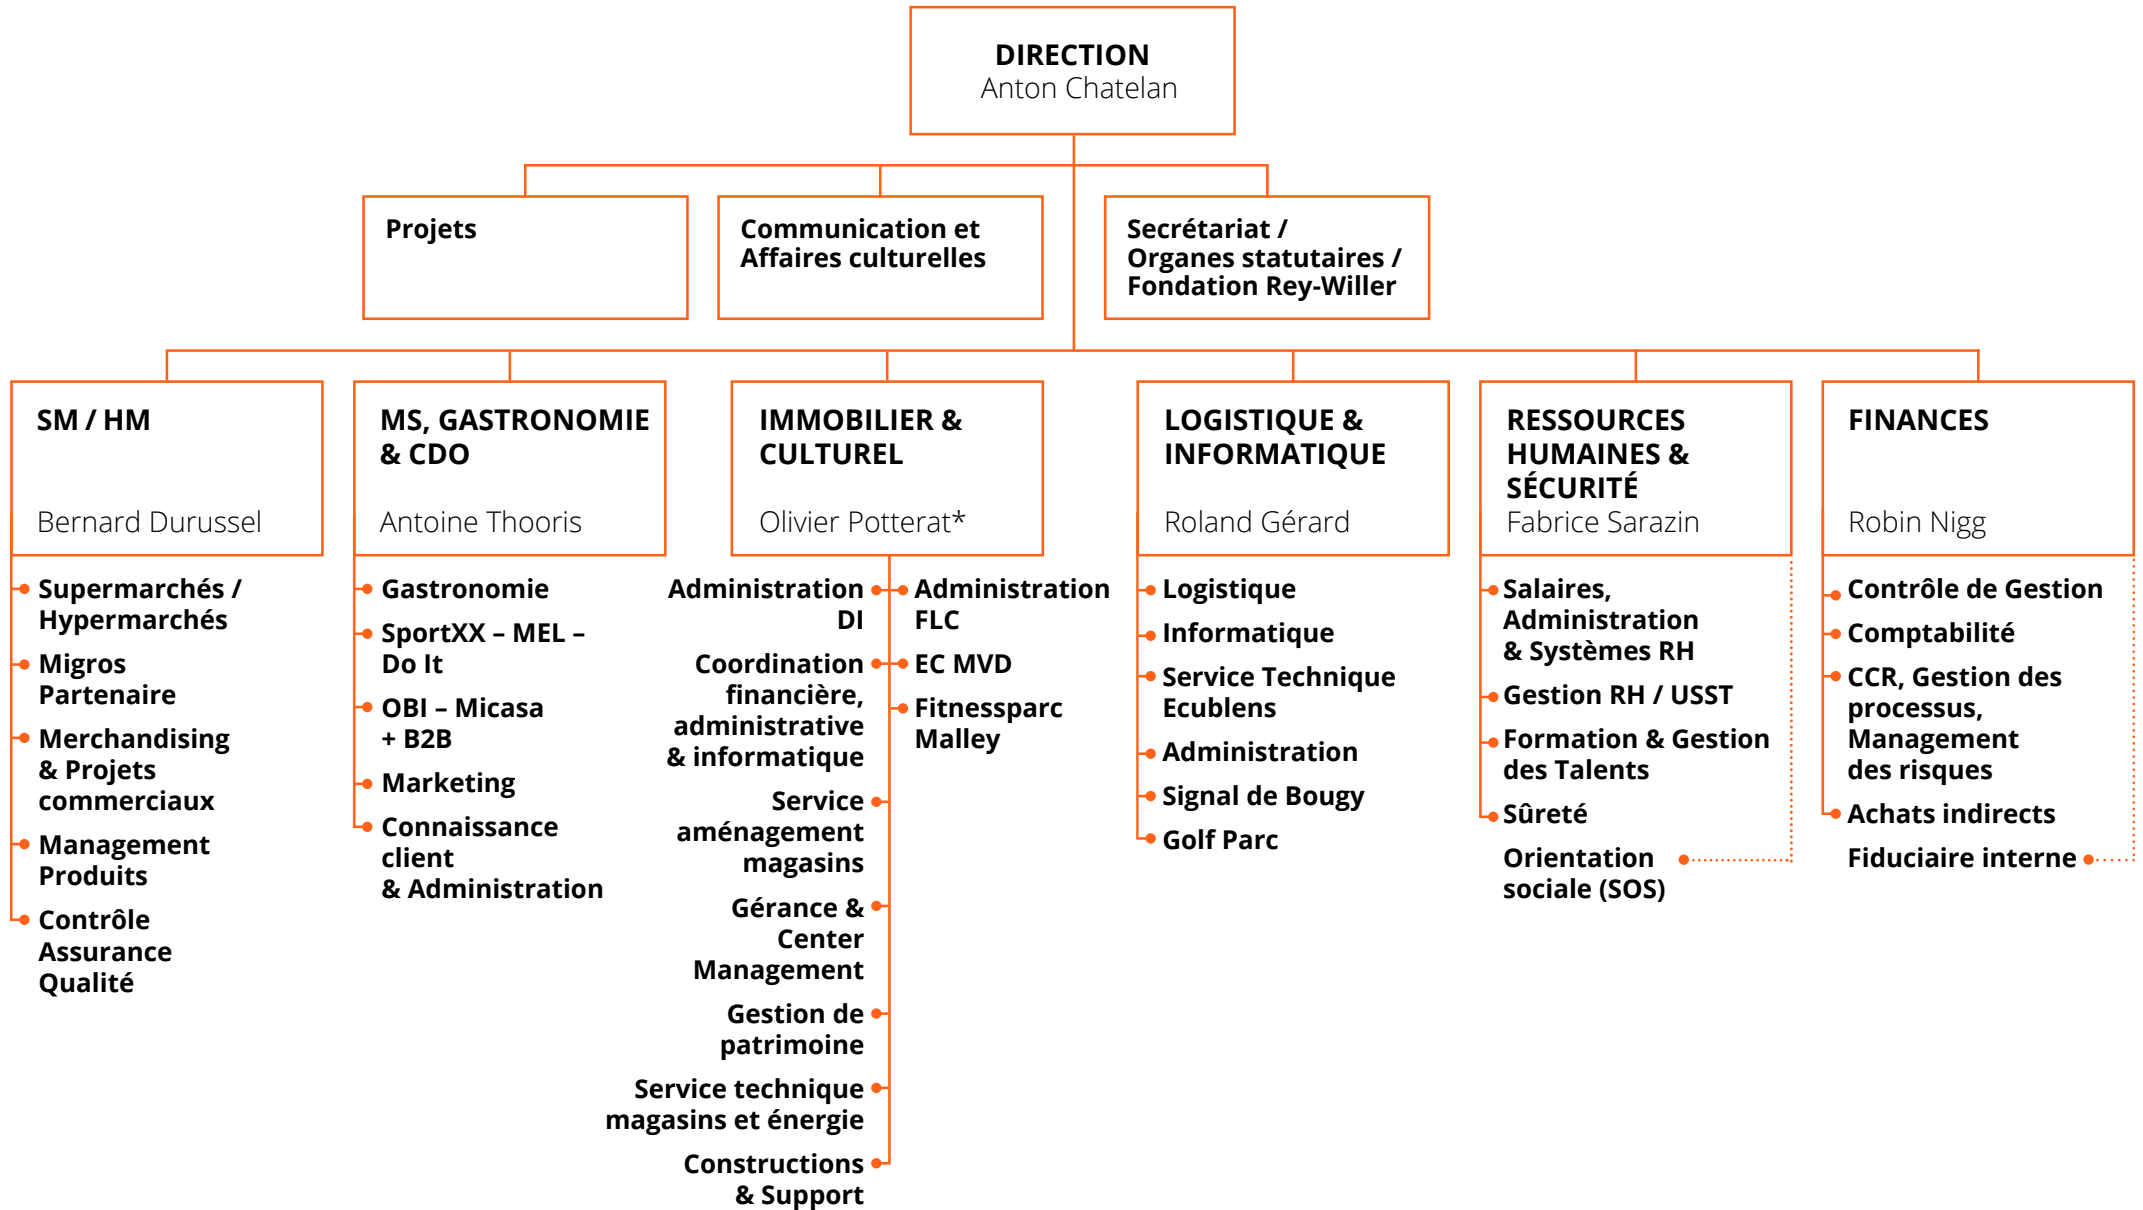 DIRECTION
Anton Chatelan
Projets
Communication et
Affaires culturelles
Secrétariat /
Organes statutaires /
Fondation Rey-Willer
SM / HM
Bernard Durussel
Supermarchés /
Hypermarchés
Migros
Partenaire
Merchandising
& Projets
commerciaux
Management
Produits
Contrôle
Assurance
Qualité
MS, GASTRONOMIE
& CDO
Antoine Thooris
Gastronomie
SportXX – MEL –
Do It
OBI – Micasa
+ B2B
Marketing
Connaissance
client
& Administration
IMMOBILIER &
CULTUREL
Olivier Potterat*
Administration
DI
Coordination
financière,
administrative
& informatique
Service
aménagement
magasins
Gérance &
Center
Management
Gestion de
patrimoine
Service technique
magasins et énergie
Constructions
& Support
Administration
FLC
EC MVD
Fitnessparc
Malley
LOGISTIQUE &
INFORMATIQUE
Roland Gérard
Logistique
Informatique
Service Technique
Ecublens
Administration
Signal de Bougy
Golf Parc
RESSOURCES
HUMAINES &
SÉCURITÉ
Fabrice Sarazin
Salaires,
Administration
& Systèmes RH
Gestion RH / USST
Formation & Gestion
des Talents
Sûreté
Orientation
sociale (SOS)
FINANCES
Robin Nigg
Contrôle de Gestion
Comptabilité
CCR, Gestion des
processus,
Management
des risques
Achats indirects
Fiduciaire interne